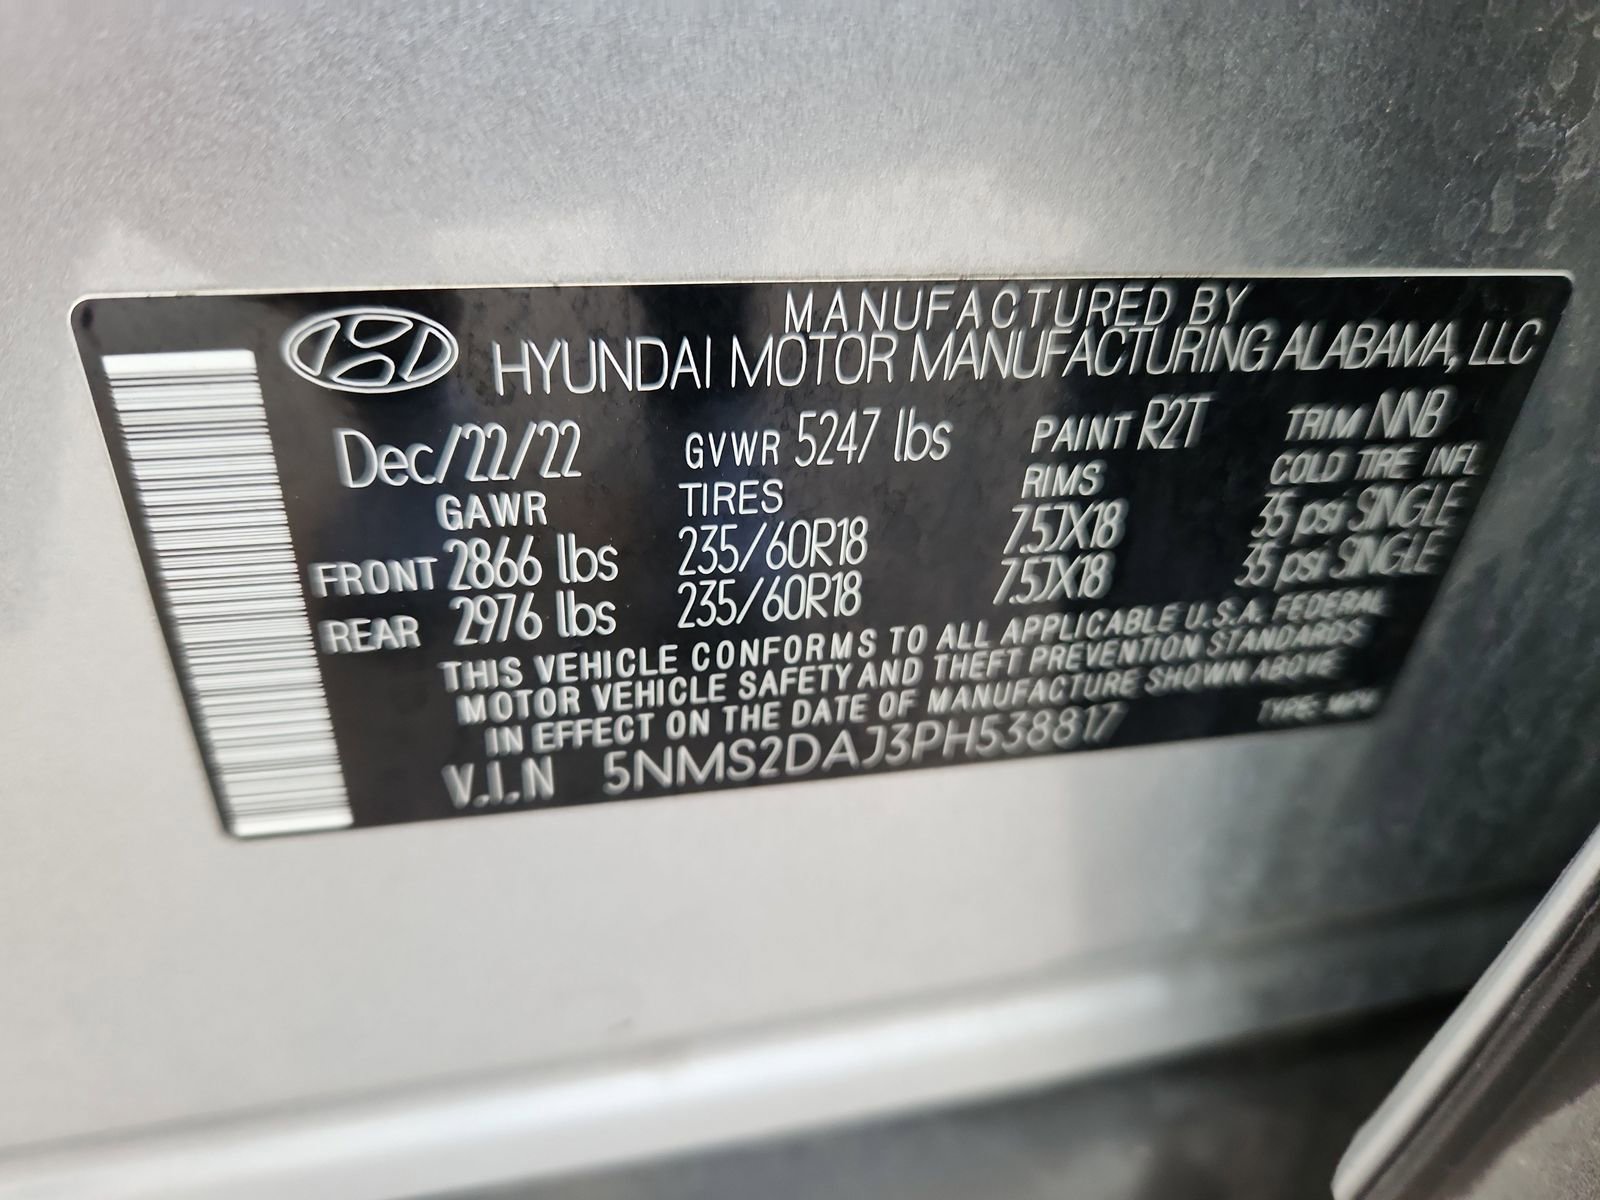 MANUFACTURED BY
HYUNDAI MOTOR MANUFACTURING ALABAMA, LLC
Dec/22/22 GVWR 5247 lbs PAINT R2T TRIM NNB
GAWR TIRES RIMS COLD TIRE INFL
FRONT 2866 lbs 235/60R18 7.5JX18 35 psi SINGLE
REAR 2976 lbs 235/60R18 7.5JX18 35 psi SINGLE
THIS VEHICLE CONFORMS TO ALL APPLICABLE U.S.A. FEDERAL
MOTOR VEHICLE SAFETY AND THEFT PREVENTION STANDARDS
IN EFFECT ON THE DATE OF MANUFACTURE SHOWN ABOVE
V.I.N 5NMS2DAJ3PH538817 TYPE: